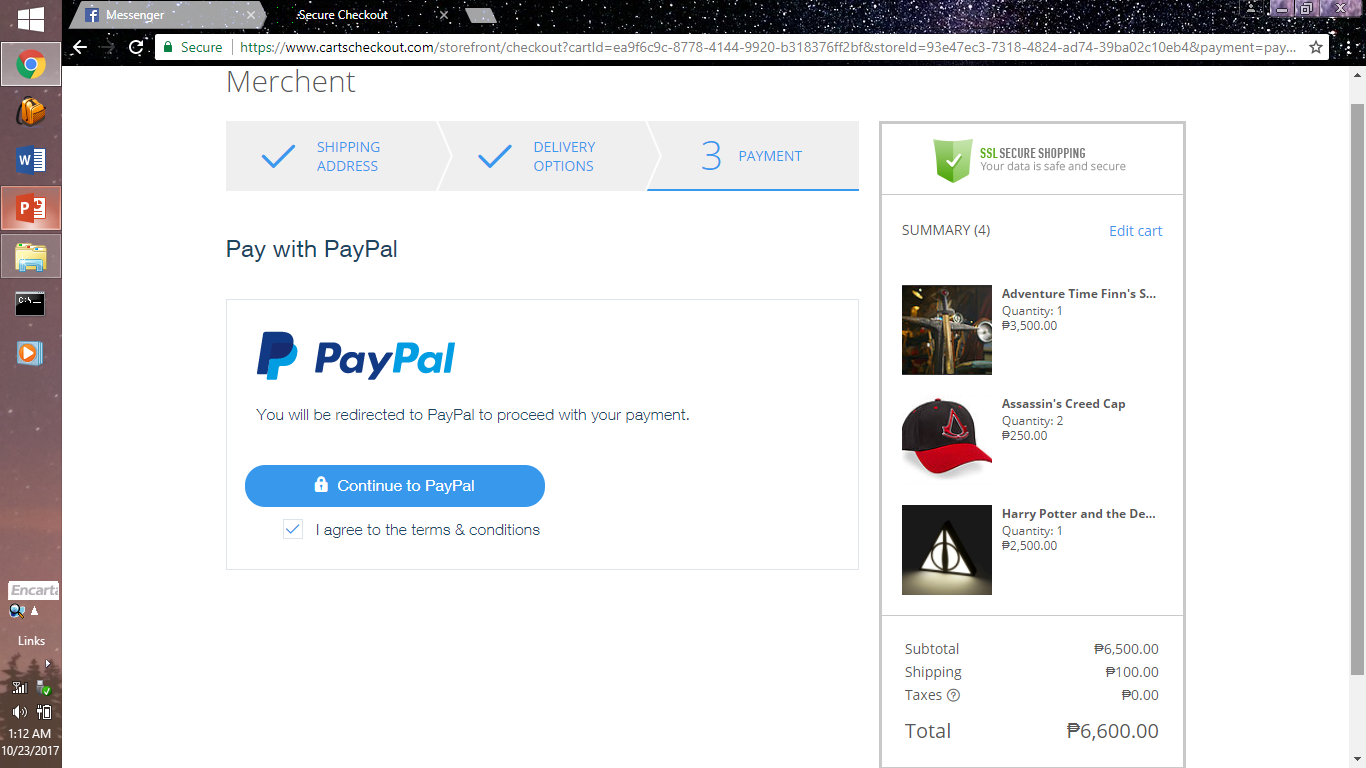 Messenger
Secure Checkout
Secure
https://www.cartscheckout.com/storefront/checkout?cartId=ea9f6c9c-8778-4144-9920-b318376ff2bf&storeId=93e47ec3-7318-4824-ad74-39ba02c10eb4&payment=pay...
Merchent
SHIPPING
ADDRESS
DELIVERY
OPTIONS
3 PAYMENT
Pay with PayPal
PayPal
You will be redirected to PayPal to proceed with your payment.
Continue to PayPal
I agree to the terms & conditions
SSL SECURE SHOPPING
Your data is safe and secure
SUMMARY (4)
Edit cart
Adventure Time Finn's S...
Quantity: 1
₱3,500.00
Assassin's Creed Cap
Quantity: 2
₱250.00
Harry Potter and the De...
Quantity: 1
₱2,500.00
Subtotal ₱6,500.00
Shipping ₱100.00
Taxes ? ₱0.00
Total ₱6,600.00
C:\_
Encarta
Links
1:12 AM
10/23/2017